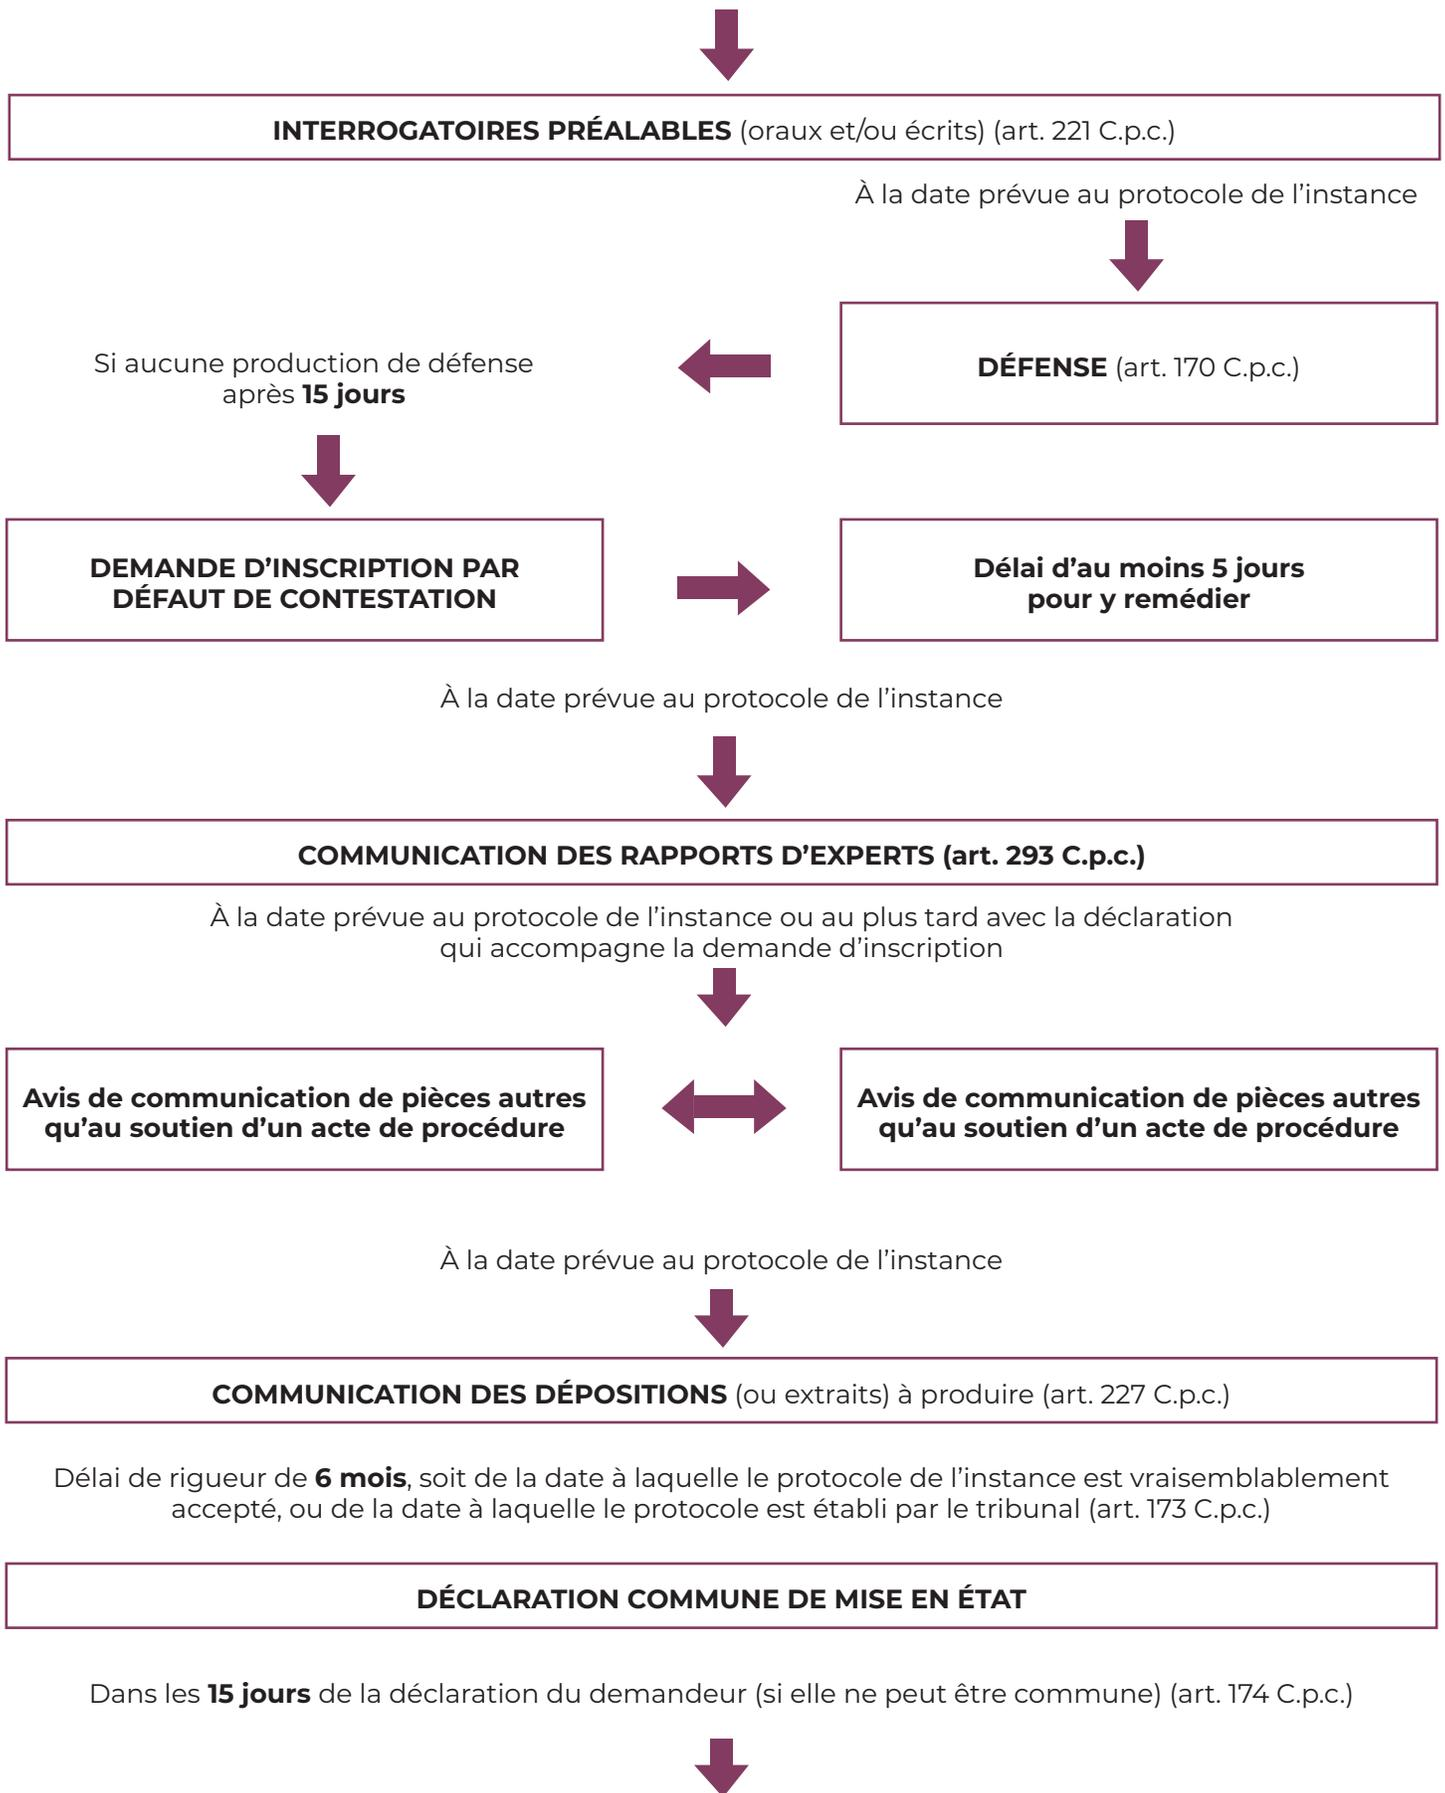 INTERROGATOIRES PRÉALABLES (oraux et/ou écrits) (art. 221 C.p.c.)
À la date prévue au protocole de l’instance
DÉFENSE (art. 170 C.p.c.)
Si aucune production de défense
après 15 jours
DEMANDE D’INSCRIPTION PAR
DÉFAUT DE CONTESTATION
Délai d’au moins 5 jours
pour y remédier
À la date prévue au protocole de l’instance
COMMUNICATION DES RAPPORTS D’EXPERTS (art. 293 C.p.c.)
À la date prévue au protocole de l’instance ou au plus tard avec la déclaration
qui accompagne la demande d’inscription
Avis de communication de pièces autres
qu’au soutien d’un acte de procédure
Avis de communication de pièces autres
qu’au soutien d’un acte de procédure
À la date prévue au protocole de l’instance
COMMUNICATION DES DÉPOSITIONS (ou extraits) à produire (art. 227 C.p.c.)
Délai de rigueur de 6 mois, soit de la date à laquelle le protocole de l’instance est vraisemblablement
accepté, ou de la date à laquelle le protocole est établi par le tribunal (art. 173 C.p.c.)
DÉCLARATION COMMUNE DE MISE EN ÉTAT
Dans les 15 jours de la déclaration du demandeur (si elle ne peut être commune) (art. 174 C.p.c.)